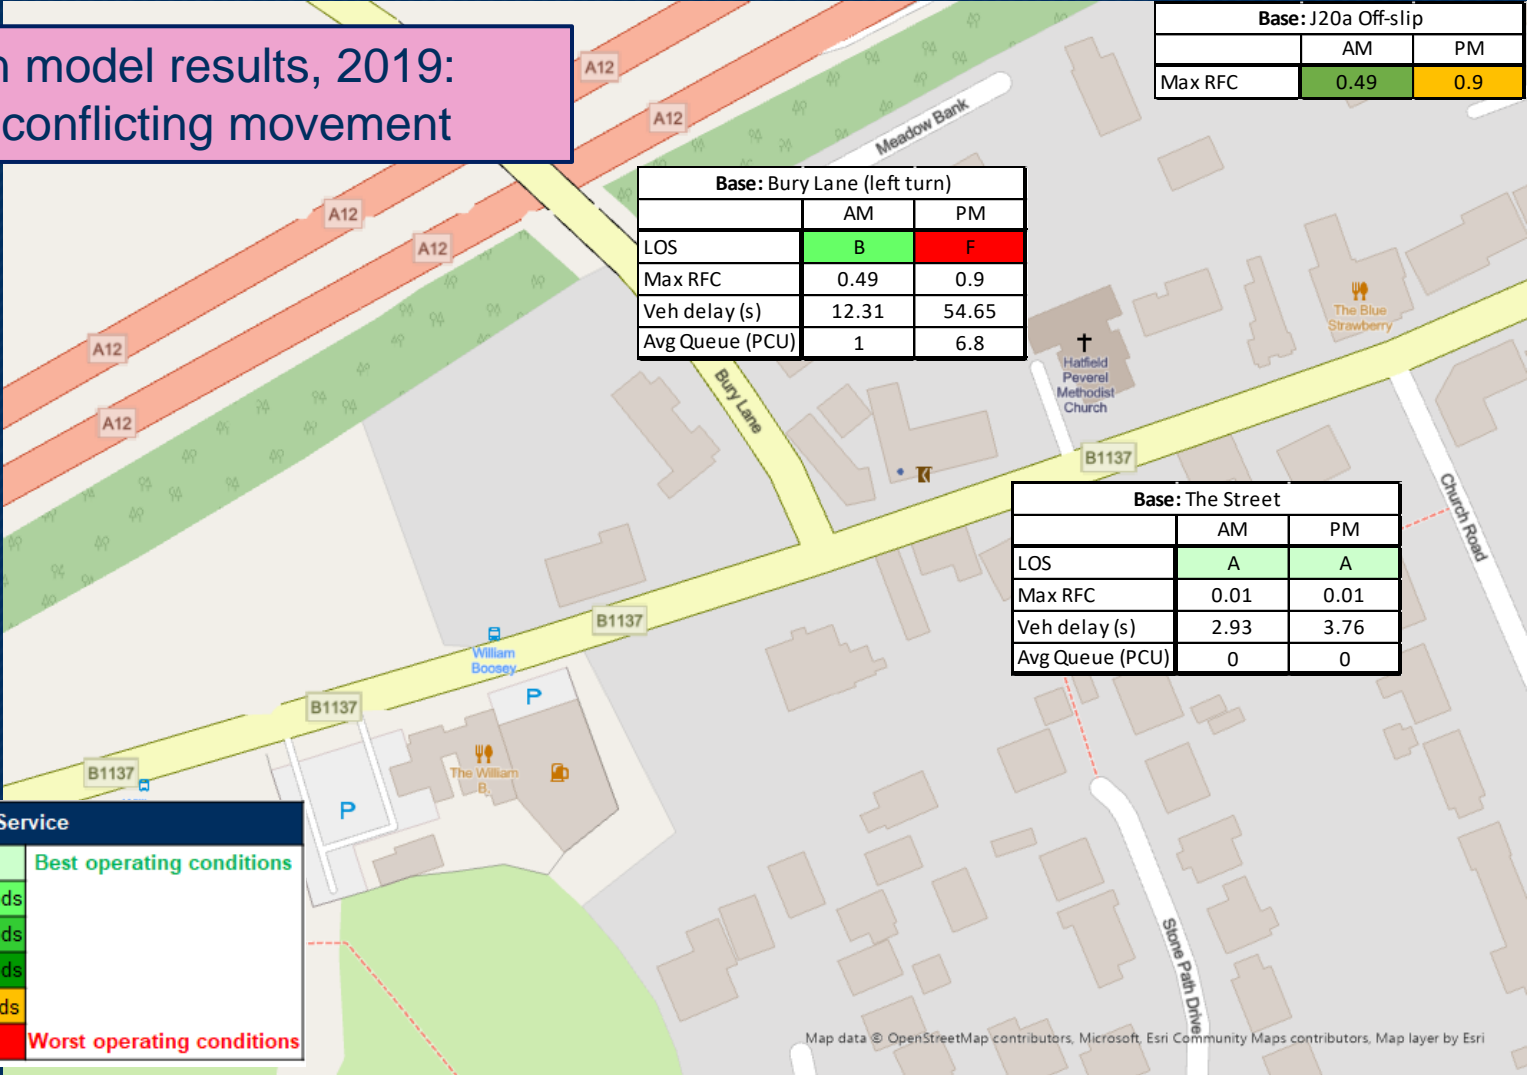 model results, 2019:
conflicting movement
Base: J20a Off-slip
AM PM
Max RFC 0.49 0.9
A12
A12
Meadow Bank
Base: Bury Lane (left turn)
AM PM
LOS B F
Max RFC 0.49 0.9
Veh delay (s) 12.31 54.65
Avg Queue (PCU) 1 6.8
A12
A12
A12
A12
Bury Lane
The Blue
Strawberry
Hatfield
Peverel
Methodist
Church
B1137
Church Road
Base: The Street
AM PM
LOS A A
Max RFC 0.01 0.01
Veh delay (s) 2.93 3.76
Avg Queue (PCU) 0 0
B1137
William
Boosey
P
B1137
The William
B.
B1137
P
Service
Best operating conditions
ds
ds
ds
ds
Worst operating conditions
Stone Path Drive
Map data © OpenStreetMap contributors, Microsoft, Esri Community Maps contributors, Map layer by Esri